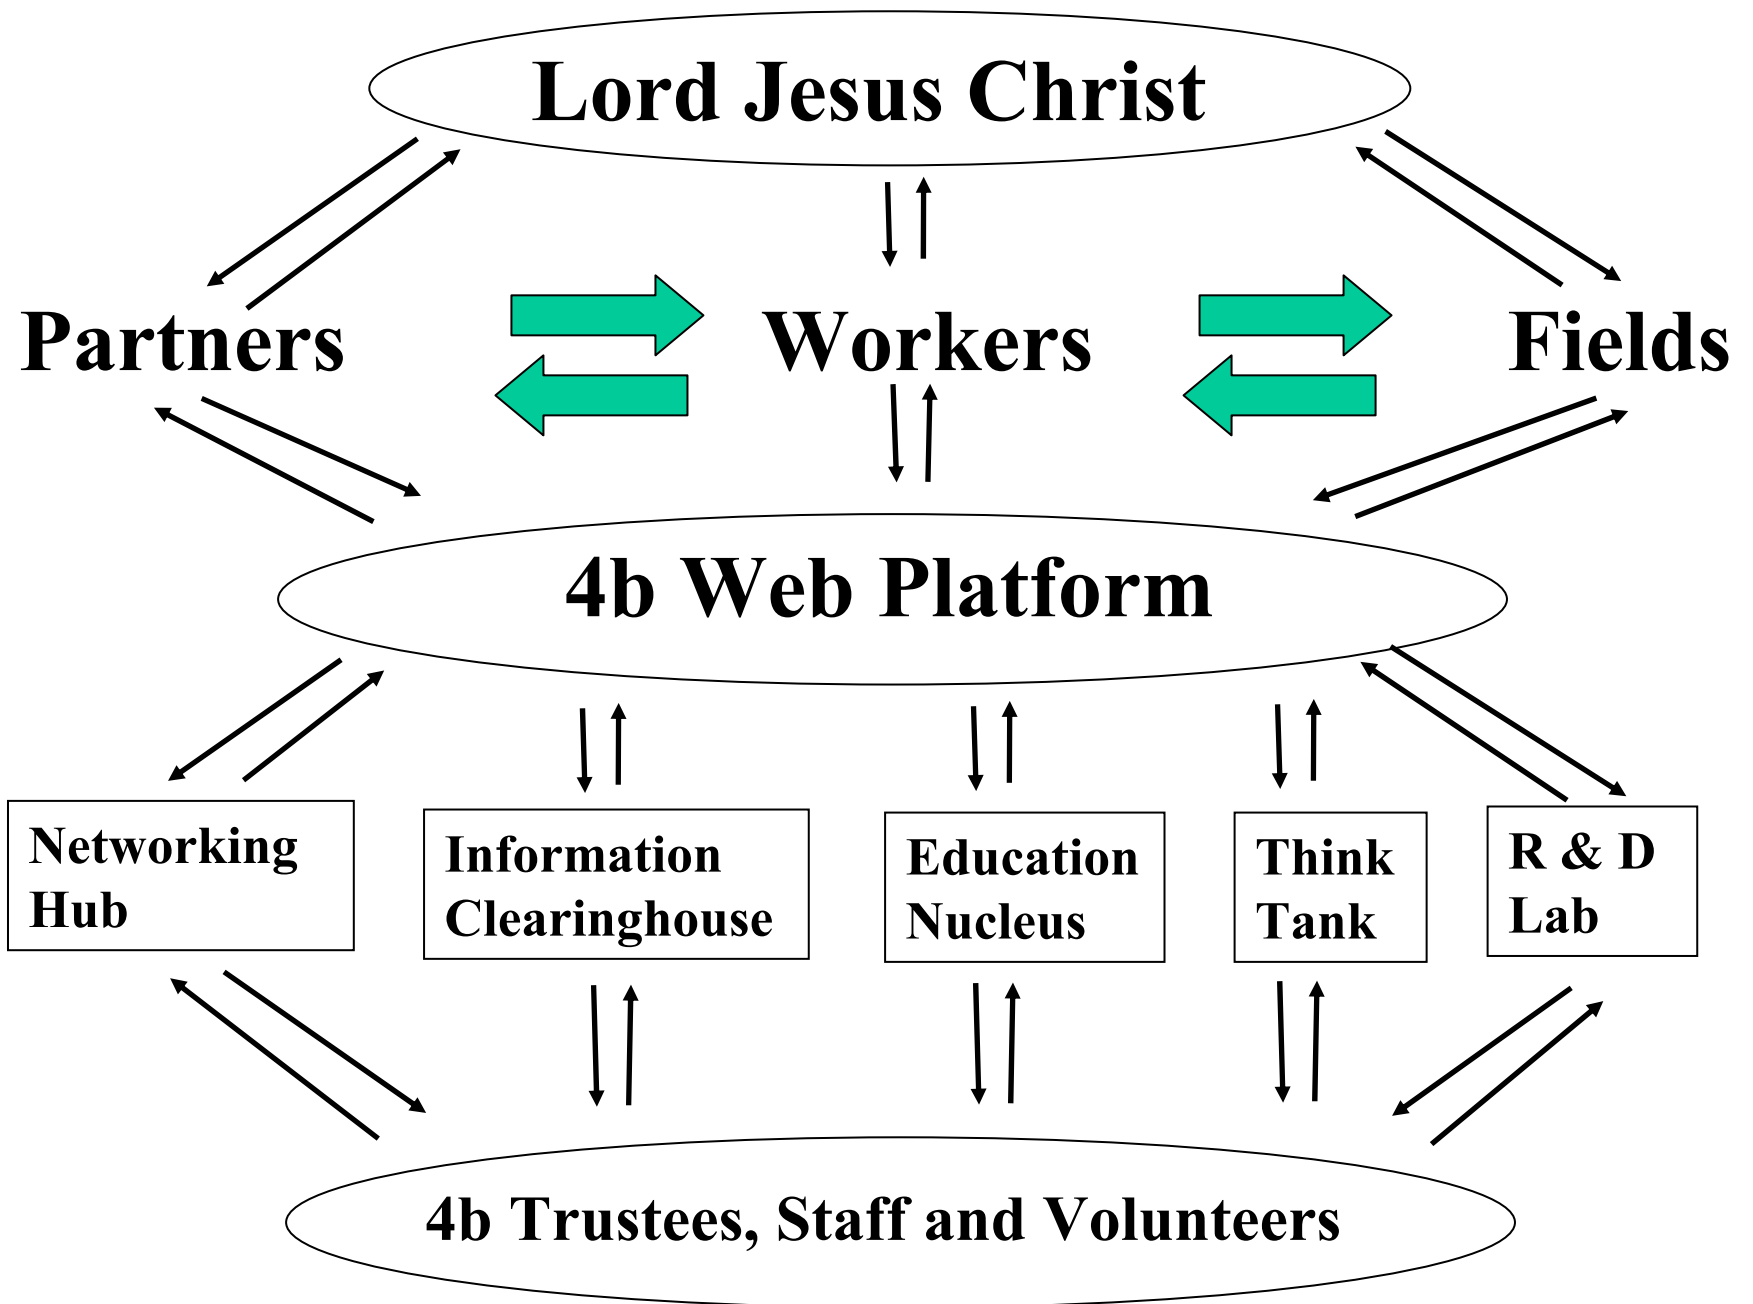 Lord Jesus Christ
Partners
Workers
Fields
4b Web Platform
Networking
Hub
Information
Clearinghouse
Education
Nucleus
Think
Tank
R & D
Lab
4b Trustees, Staff and Volunteers